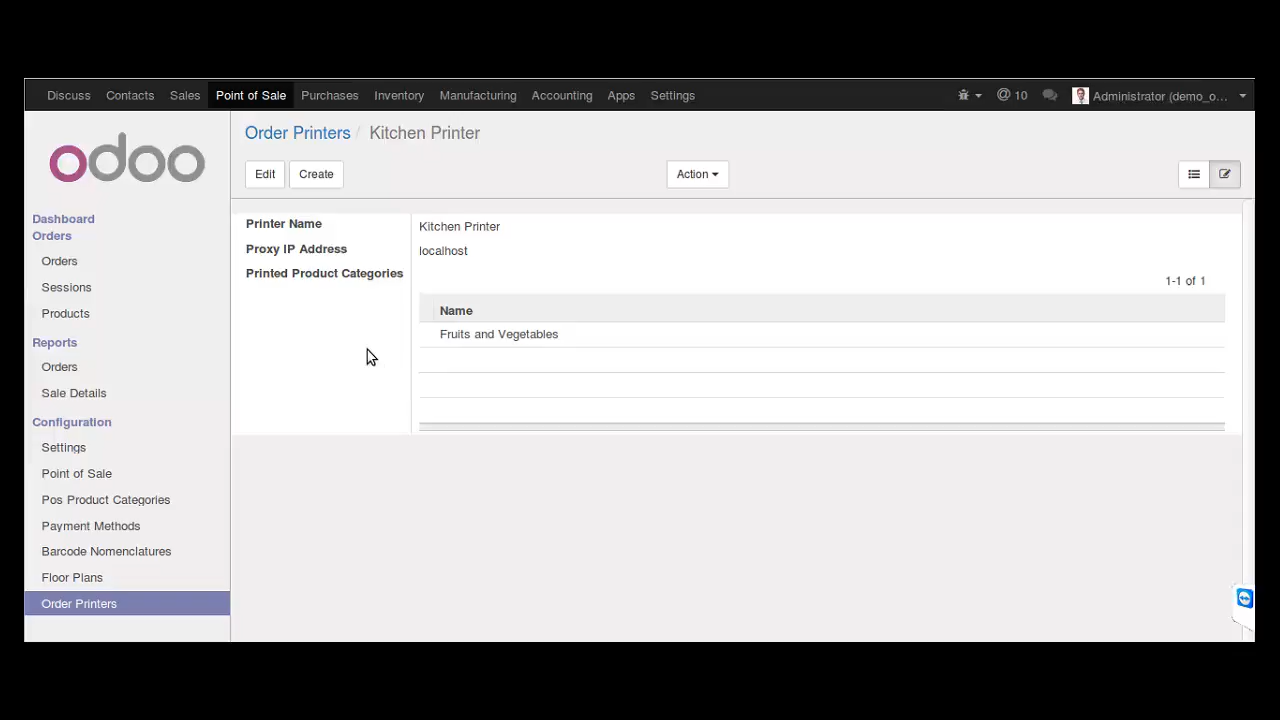 Discuss Contacts Sales Point of Sale Purchases Inventory Manufacturing Accounting Apps Settings @ 10 Administrator (demo_o...
odoo
Order Printers / Kitchen Printer
Edit Create Action
Dashboard
Orders
Orders
Sessions
Products
Reports
Orders
Sale Details
Configuration
Settings
Point of Sale
Pos Product Categories
Payment Methods
Barcode Nomenclatures
Floor Plans
Order Printers
Printer Name Kitchen Printer
Proxy IP Address localhost
Printed Product Categories
1-1 of 1
Name
Fruits and Vegetables